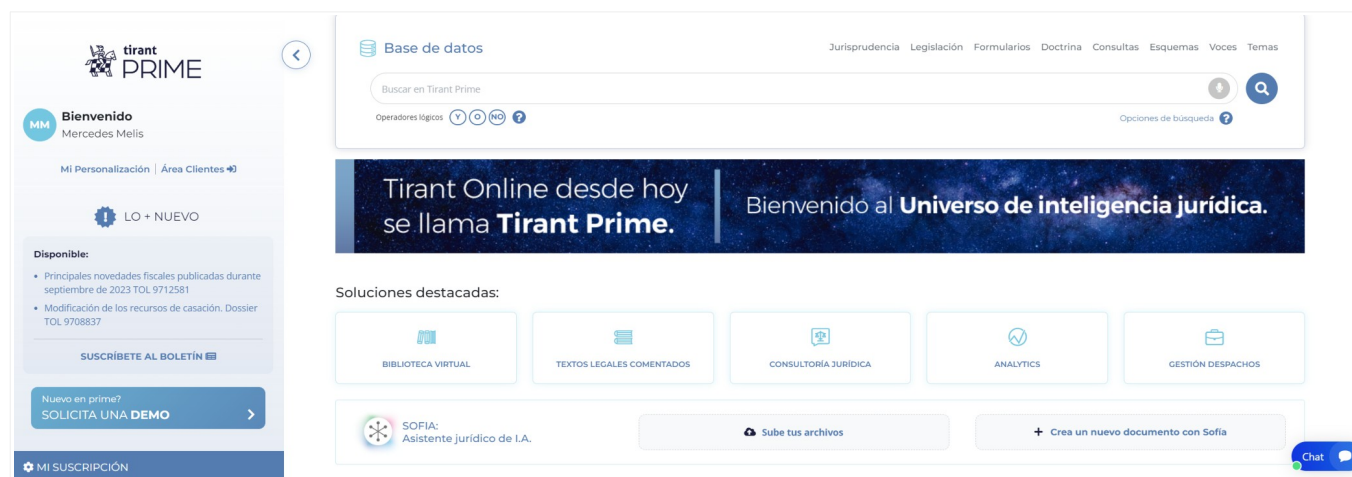 tirant
PRIME
MM
Bienvenido
Mercedes Melis
Mi Personalización | Área Clientes
LO + NUEVO
Disponible:
• Principales novedades fiscales publicadas durante
septiembre de 2023 TOL 9712581
• Modificación de los recursos de casación. Dossier
TOL 9708837
SUSCRÍBETE AL BOLETÍN
Nuevo en prime?
SOLICITA UNA DEMO
MI SUSCRIPCIÓN
Base de datos
Jurisprudencia Legislación Formularios Doctrina Consultas Esquemas Voces Temas
Buscar en Tirant Prime
Operadores lógicos Y O NO ?
Opciones de búsqueda ?
Tirant Online desde hoy
se llama Tirant Prime.
Bienvenido al Universo de inteligencia jurídica.
Soluciones destacadas:
BIBLIOTECA VIRTUAL
TEXTOS LEGALES COMENTADOS
CONSULTORÍA JURÍDICA
ANALYTICS
GESTIÓN DESPACHOS
SOFIA:
Asistente jurídico de I.A.
Sube tus archivos
+ Crea un nuevo documento con Sofía
Chat